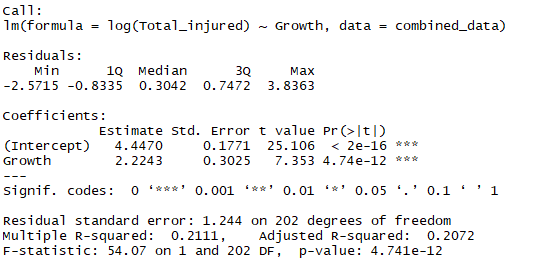 Call:
lm(formula = log(Total_injured) ~ Growth, data = combined_data)
Residuals:
    Min      1Q  Median      3Q     Max
-2.5715 -0.8335  0.3042  0.7472  3.8363
Coefficients:
            Estimate Std. Error t value Pr(>|t|)
(Intercept)   4.4470     0.1771  25.106  < 2e-16 ***
Growth        2.2243     0.3025   7.353 4.74e-12 ***
---
Signif. codes:  0 ‘***’ 0.001 ‘**’ 0.01 ‘*’ 0.05 ‘.’ 0.1 ‘ ’ 1
Residual standard error: 1.244 on 202 degrees of freedom
Multiple R-squared:  0.2111,	Adjusted R-squared:  0.2072
F-statistic: 54.07 on 1 and 202 DF,  p-value: 4.741e-12